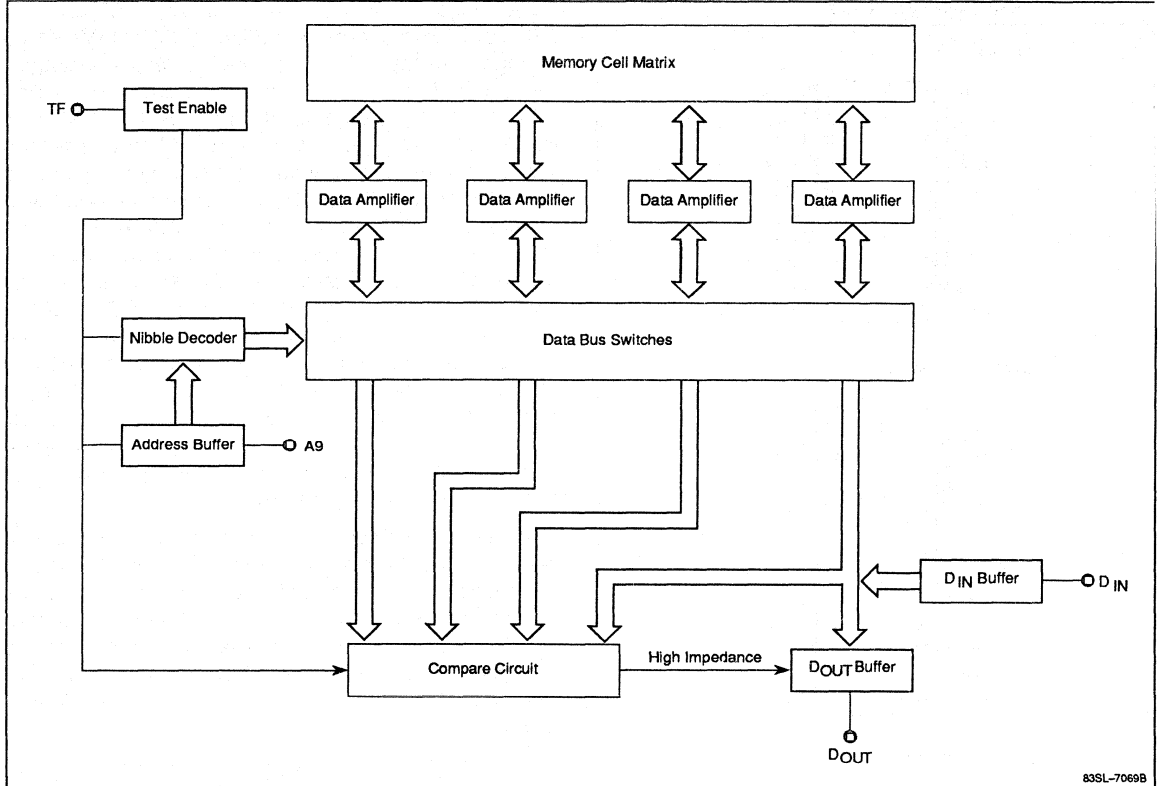 Memory Cell Matrix
TF
Test Enable
Data Amplifier
Data Amplifier
Data Amplifier
Data Amplifier
Nibble Decoder
Data Bus Switches
Address Buffer
A9
DIN Buffer
DIN
Compare Circuit
High Impedance
DOUT Buffer
DOUT
83SL-7069B